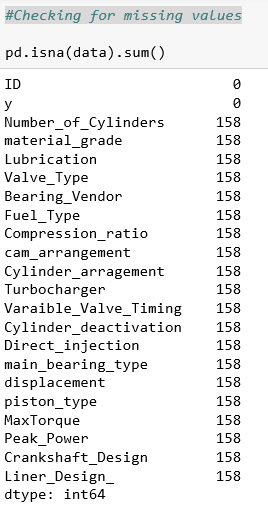 #Checking for missing values
pd.isna(data).sum()
ID 0
y 0
Number_of_Cylinders 158
material_grade 158
Lubrication 158
Valve_Type 158
Bearing_Vendor 158
Fuel_Type 158
Compression_ratio 158
cam_arrangement 158
Cylinder_arragement 158
Turbocharger 158
Varaible_Valve_Timing 158
Cylinder_deactivation 158
Direct_injection 158
main_bearing_type 158
displacement 158
piston_type 158
MaxTorque 158
Peak_Power 158
Crankshaft_Design 158
Liner_Design_ 158
dtype: int64